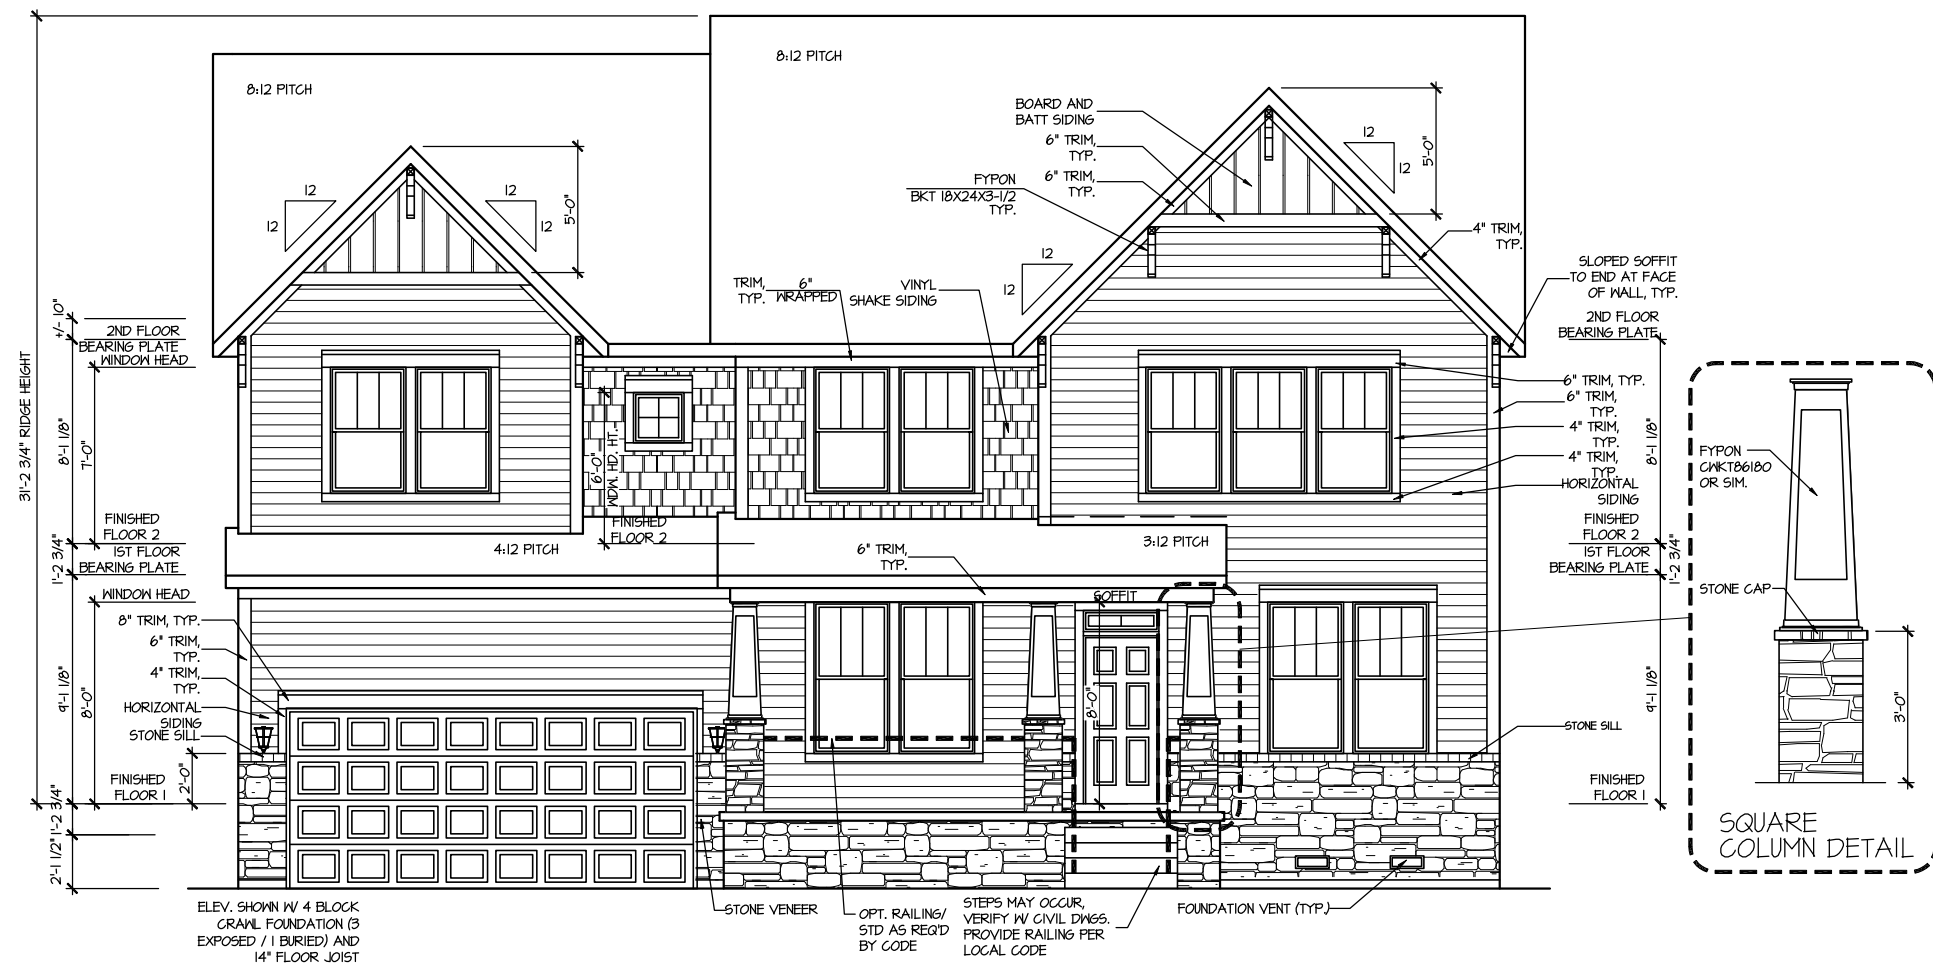 8:12 PITCH
8:12 PITCH
BOARD AND
BATT SIDING
6" TRIM,
TYP.
6" TRIM,
TYP.
FYPON
BKT 18X24X3-1/2
TYP.
12
12
5'-0"
12
12
12
12
5'-0"
12
12
4" TRIM,
TYP.
SLOPED SOFFIT
TO END AT FACE
OF WALL, TYP.
TRIM,
TYP.
6"
WRAPPED
VINYL
SHAKE SIDING
+/- 10"
2ND FLOOR
BEARING PLATE
WINDOW HEAD
31'-2 3/4" RIDGE HEIGHT
8'-1 1/8"
7'-0"
FINISHED
FLOOR 2
1ST FLOOR
BEARING PLATE
1'-2 3/4"
WINDOW HEAD
8" TRIM, TYP.
6" TRIM,
TYP.
4" TRIM,
TYP.
HORIZONTAL
SIDING
STONE SILL
9'-1 1/8"
8'-0"
2'-0"
FINISHED
FLOOR 1
1'-2 3/4"
2'-1 1/2"
6'-0"
WDW. HD. HT.
FINISHED
FLOOR 2
4:12 PITCH
6" TRIM,
TYP.
3:12 PITCH
SOFFIT
8'-0"
2ND FLOOR
BEARING PLATE
6" TRIM, TYP.
6" TRIM,
TYP.
4" TRIM,
TYP.
4" TRIM,
TYP.
HORIZONTAL
SIDING
8'-1 1/8"
FINISHED
FLOOR 2
1ST FLOOR
BEARING PLATE
1'-2 3/4"
9'-1 1/8"
STONE SILL
FINISHED
FLOOR 1
FYPON
CWKT86180
OR SIM.
STONE CAP
3'-0"
SQUARE
COLUMN DETAIL
ELEV. SHOWN W/ 4 BLOCK
CRAWL FOUNDATION (3
EXPOSED / 1 BURIED) AND
14" FLOOR JOIST
STONE VENEER
OPT. RAILING/
STD AS REQ'D
BY CODE
STEPS MAY OCCUR,
VERIFY W/ CIVIL DWGS.
PROVIDE RAILING PER
LOCAL CODE
FOUNDATION VENT (TYP.)